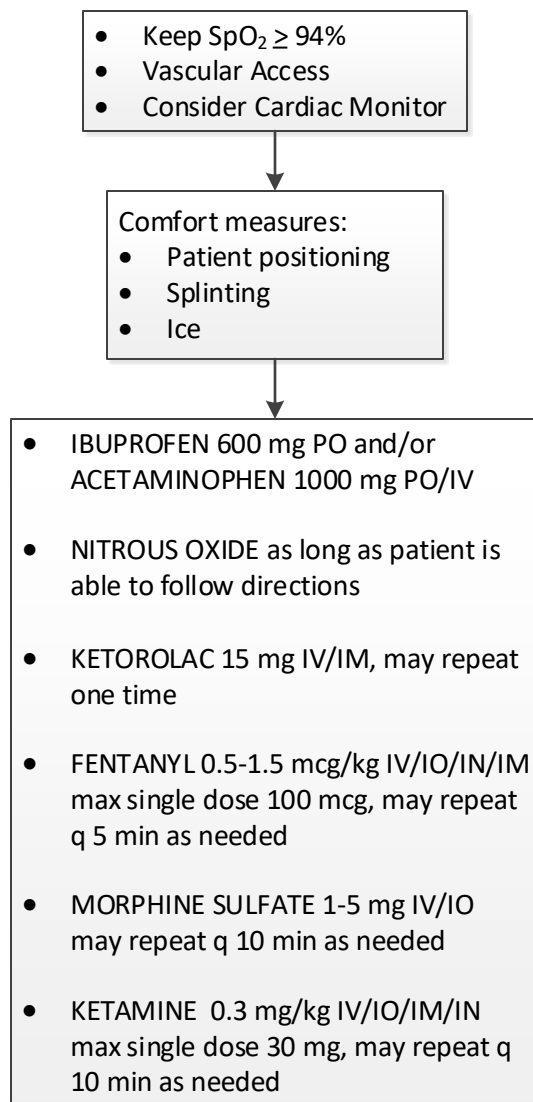 • Keep SpO₂ ≥ 94%
• Vascular Access
• Consider Cardiac Monitor
Comfort measures:
• Patient positioning
• Splinting
• Ice
• IBUPROFEN 600 mg PO and/or
ACETAMINOPHEN 1000 mg PO/IV
• NITROUS OXIDE as long as patient is
able to follow directions
• KETOROLAC 15 mg IV/IM, may repeat
one time
• FENTANYL 0.5-1.5 mcg/kg IV/IO/IN/IM
max single dose 100 mcg, may repeat
q 5 min as needed
• MORPHINE SULFATE 1-5 mg IV/IO
may repeat q 10 min as needed
• KETAMINE 0.3 mg/kg IV/IO/IM/IN
max single dose 30 mg, may repeat q
10 min as needed